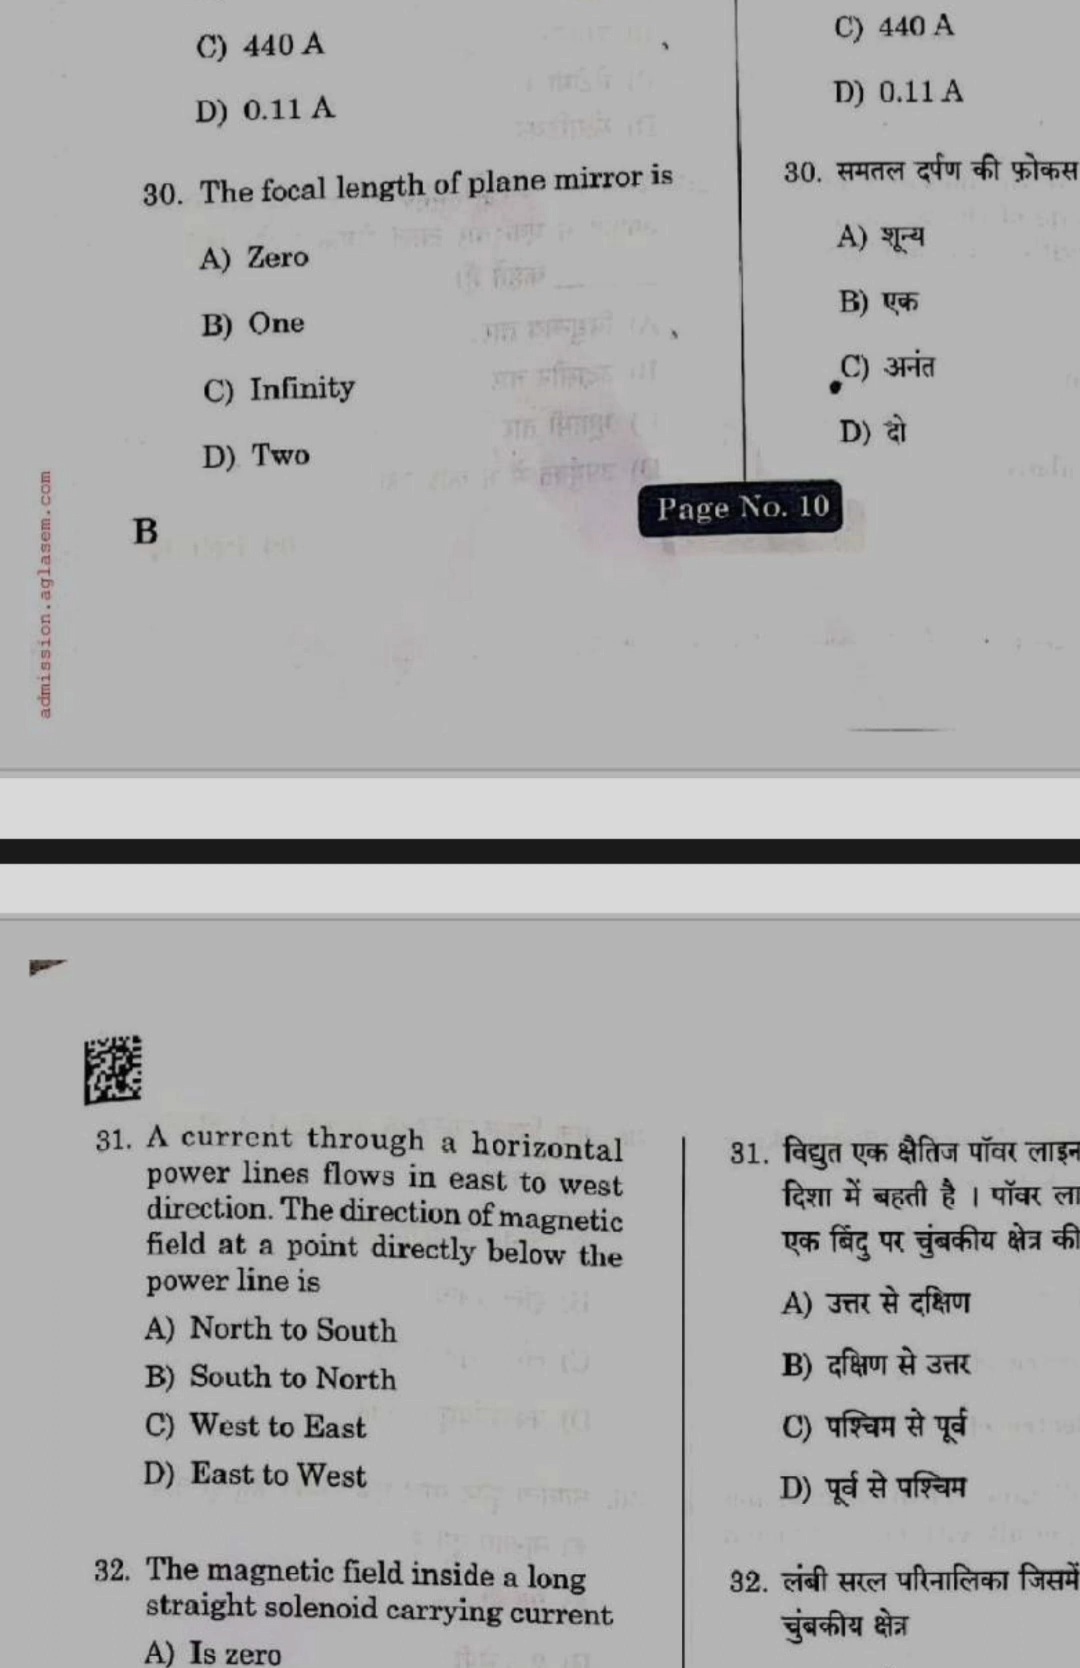 C) 440 A
D) 0.11 A
30. The focal length of plane mirror is
A) Zero
B) One
C) Infinity
D) Two
B
C) 440 A
D) 0.11 A
30. समतल दर्पण की फ़ोकस
A) शून्य
B) एक
C) अनंत
D) दो
Page No. 10
admission.aglasem.com
31. A current through a horizontal
power lines flows in east to west
direction. The direction of magnetic
field at a point directly below the
power line is
A) North to South
B) South to North
C) West to East
D) East to West
32. The magnetic field inside a long
straight solenoid carrying current
A) Is zero
31. विद्युत एक क्षैतिज पॉवर लाइन
दिशा में बहती है । पॉवर ला
एक बिंदु पर चुंबकीय क्षेत्र की
A) उत्तर से दक्षिण
B) दक्षिण से उत्तर
C) पश्चिम से पूर्व
D) पूर्व से पश्चिम
32. लंबी सरल परिनालिका जिसमें
चुंबकीय क्षेत्र